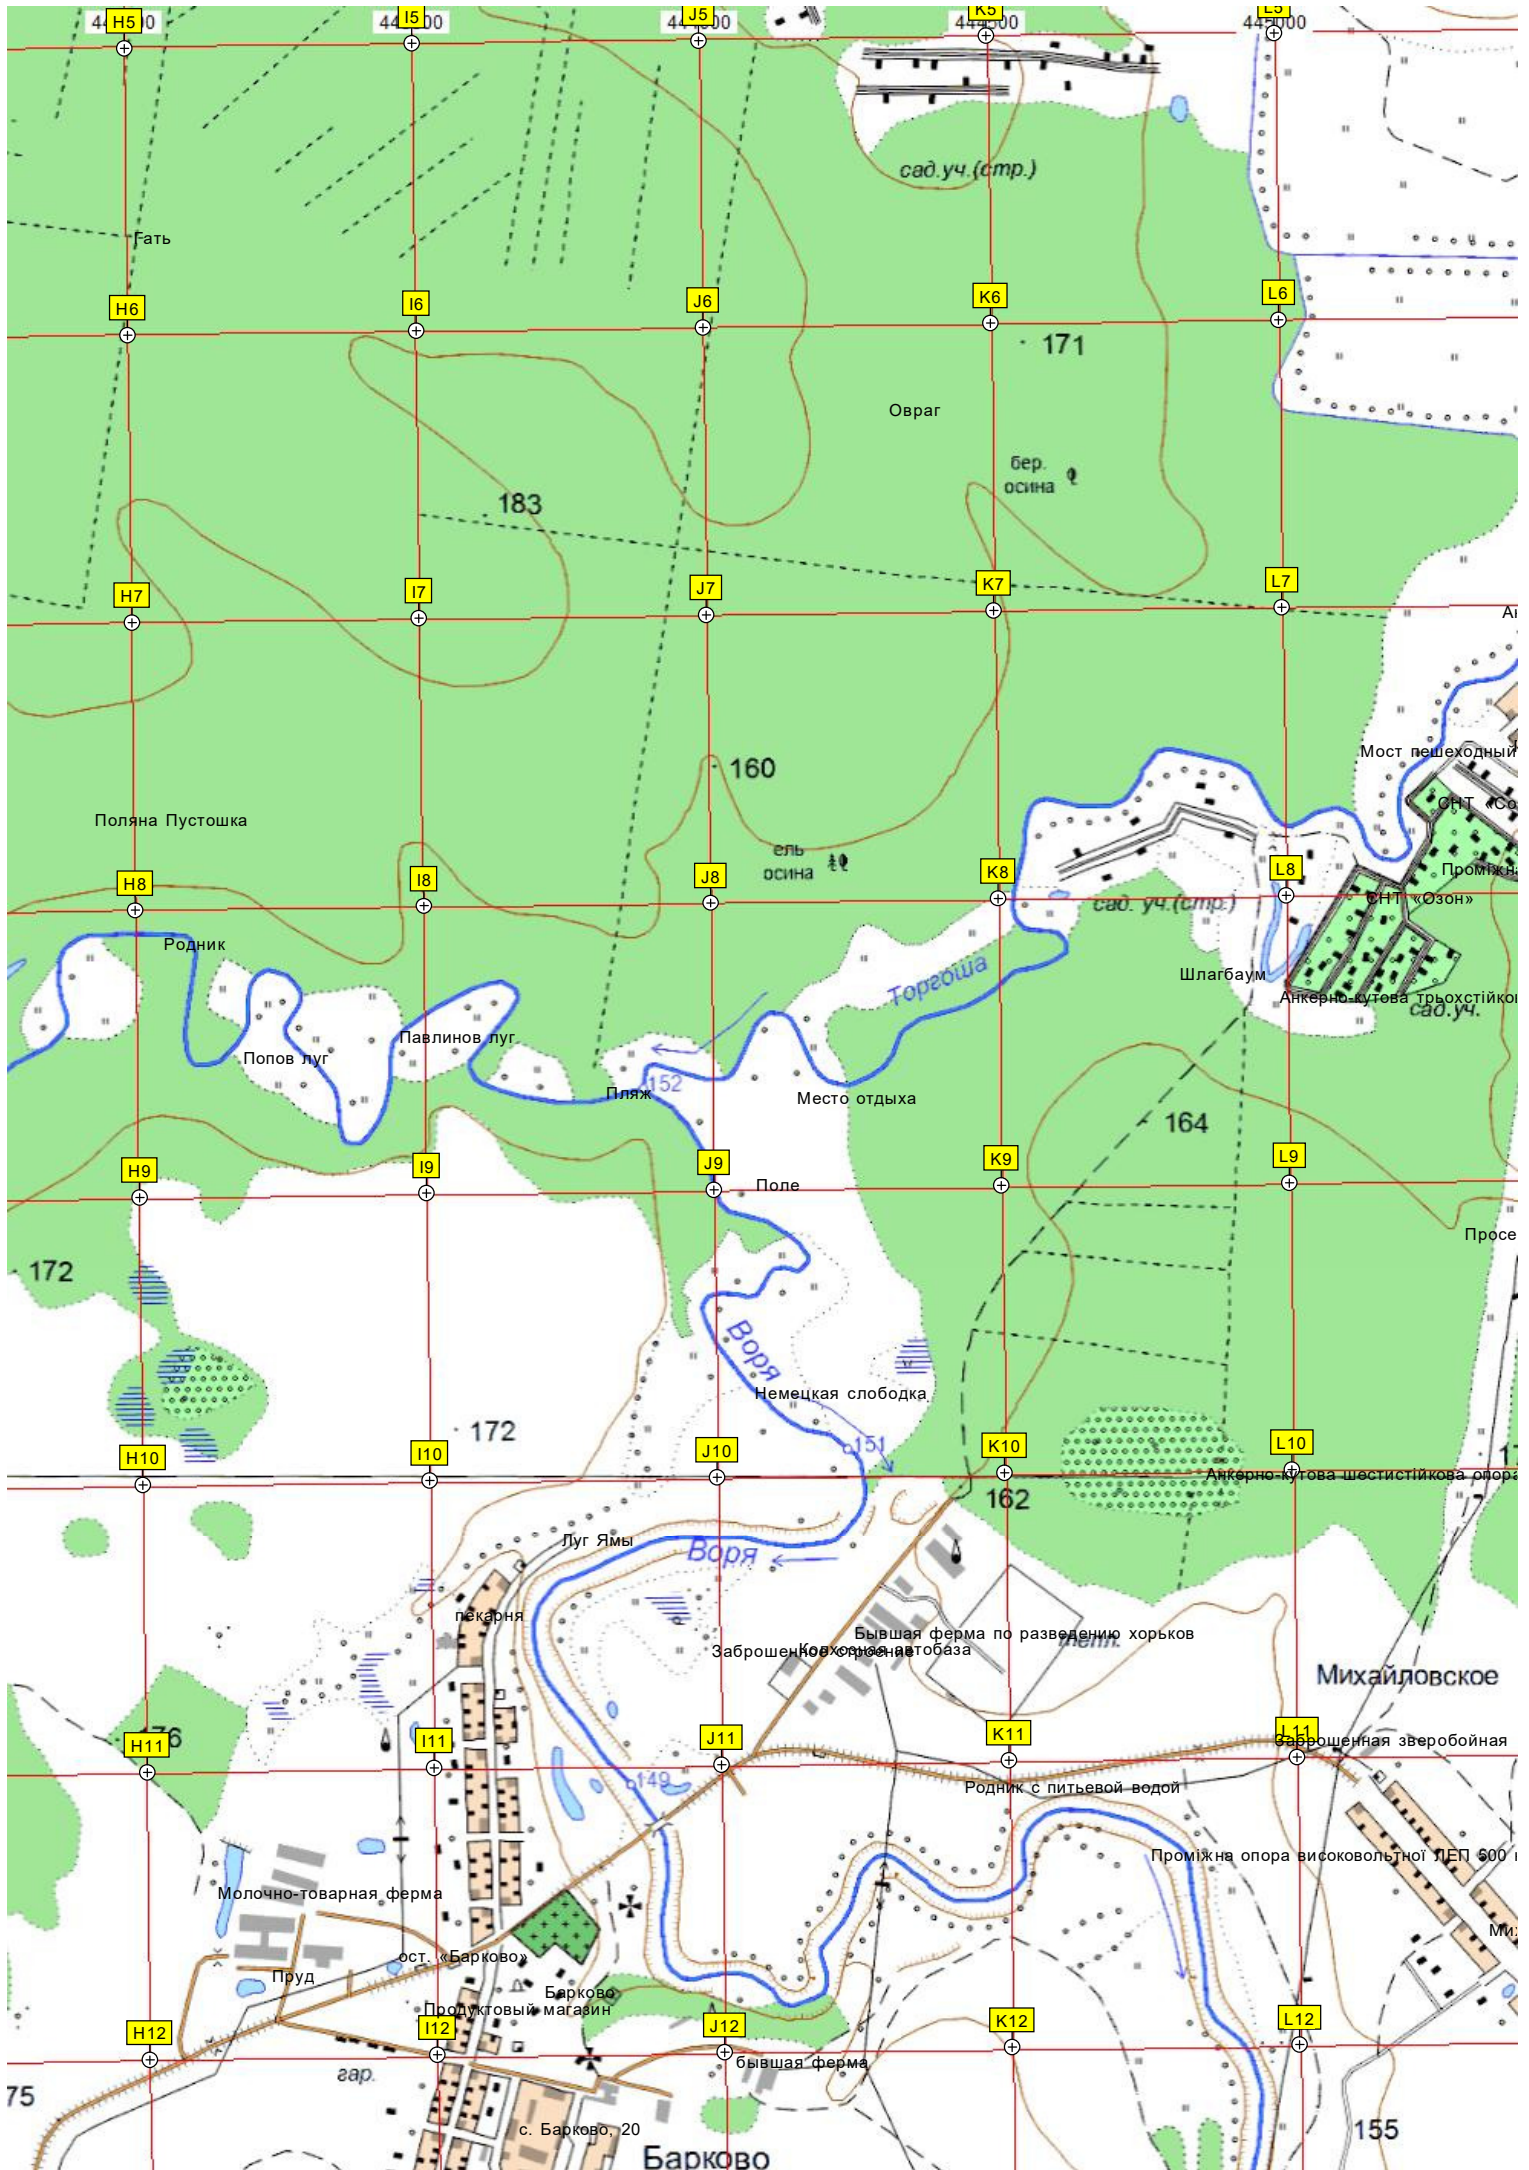 H5
I5
J5
K5
L5
сад.уч.(стр.)
Гать
H6
I6
J6
K6
L6
171
Овраг
бер.
осина
183
H7
I7
J7
K7
L7
160
Мост пешеходный
Поляна Пустошка
ель
осина
H8
I8
J8
K8
L8
сад. уч.(стр.)
СНТ «Озон»
Родник
Торгоша
Шлагбаум
сад.уч.
Павлинов луг
Попов луг
152
Пляж
Место отдыха
164
H9
I9
J9
K9
L9
Поле
172
Воря
Немецкая слободка
172
151
H10
I10
J10
K10
L10
Анкерно-кутова шестистійкова опора
162
Луг Ямы
Воря
пекарня
Бывшая ферма по разведению хорьков
Заброшенное строение
Колхозная автобаза
Михайловское
176
H11
I11
J11
K11
L11
Заброшенная зверобойная
149
Родник с питьевой водой
Проміжна опора високовольтної ЛЕП 500
Молочно-товарная ферма
ост. «Барково»
Пруд
Барково
Продуктовый магазин
H12
I12
J12
K12
L12
бывшая ферма
гар.
75
с. Барково, 20
155
Барково